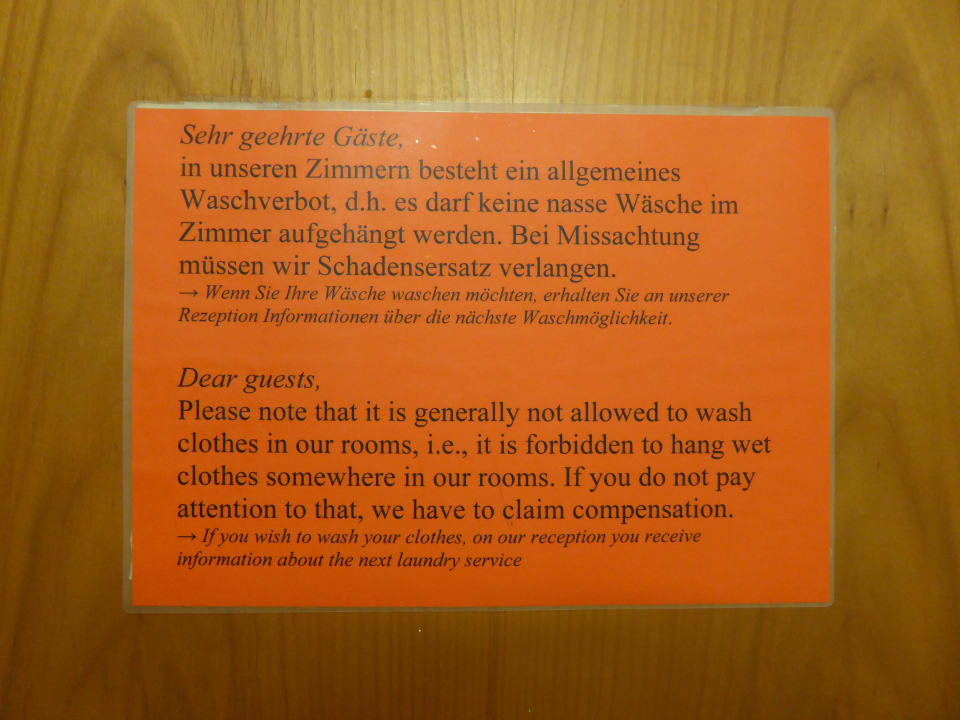 Sehr geehrte Gäste,
in unseren Zimmern besteht ein allgemeines
Waschverbot, d.h. es darf keine nasse Wäsche im
Zimmer aufgehängt werden. Bei Missachtung
müssen wir Schadensersatz verlangen.
→ Wenn Sie Ihre Wäsche waschen möchten, erhalten Sie an unserer
Rezeption Informationen über die nächste Waschmöglichkeit.
Dear guests,
Please note that it is generally not allowed to wash
clothes in our rooms, i.e., it is forbidden to hang wet
clothes somewhere in our rooms. If you do not pay
attention to that, we have to claim compensation.
→ If you wish to wash your clothes, on our reception you receive
information about the next laundry service